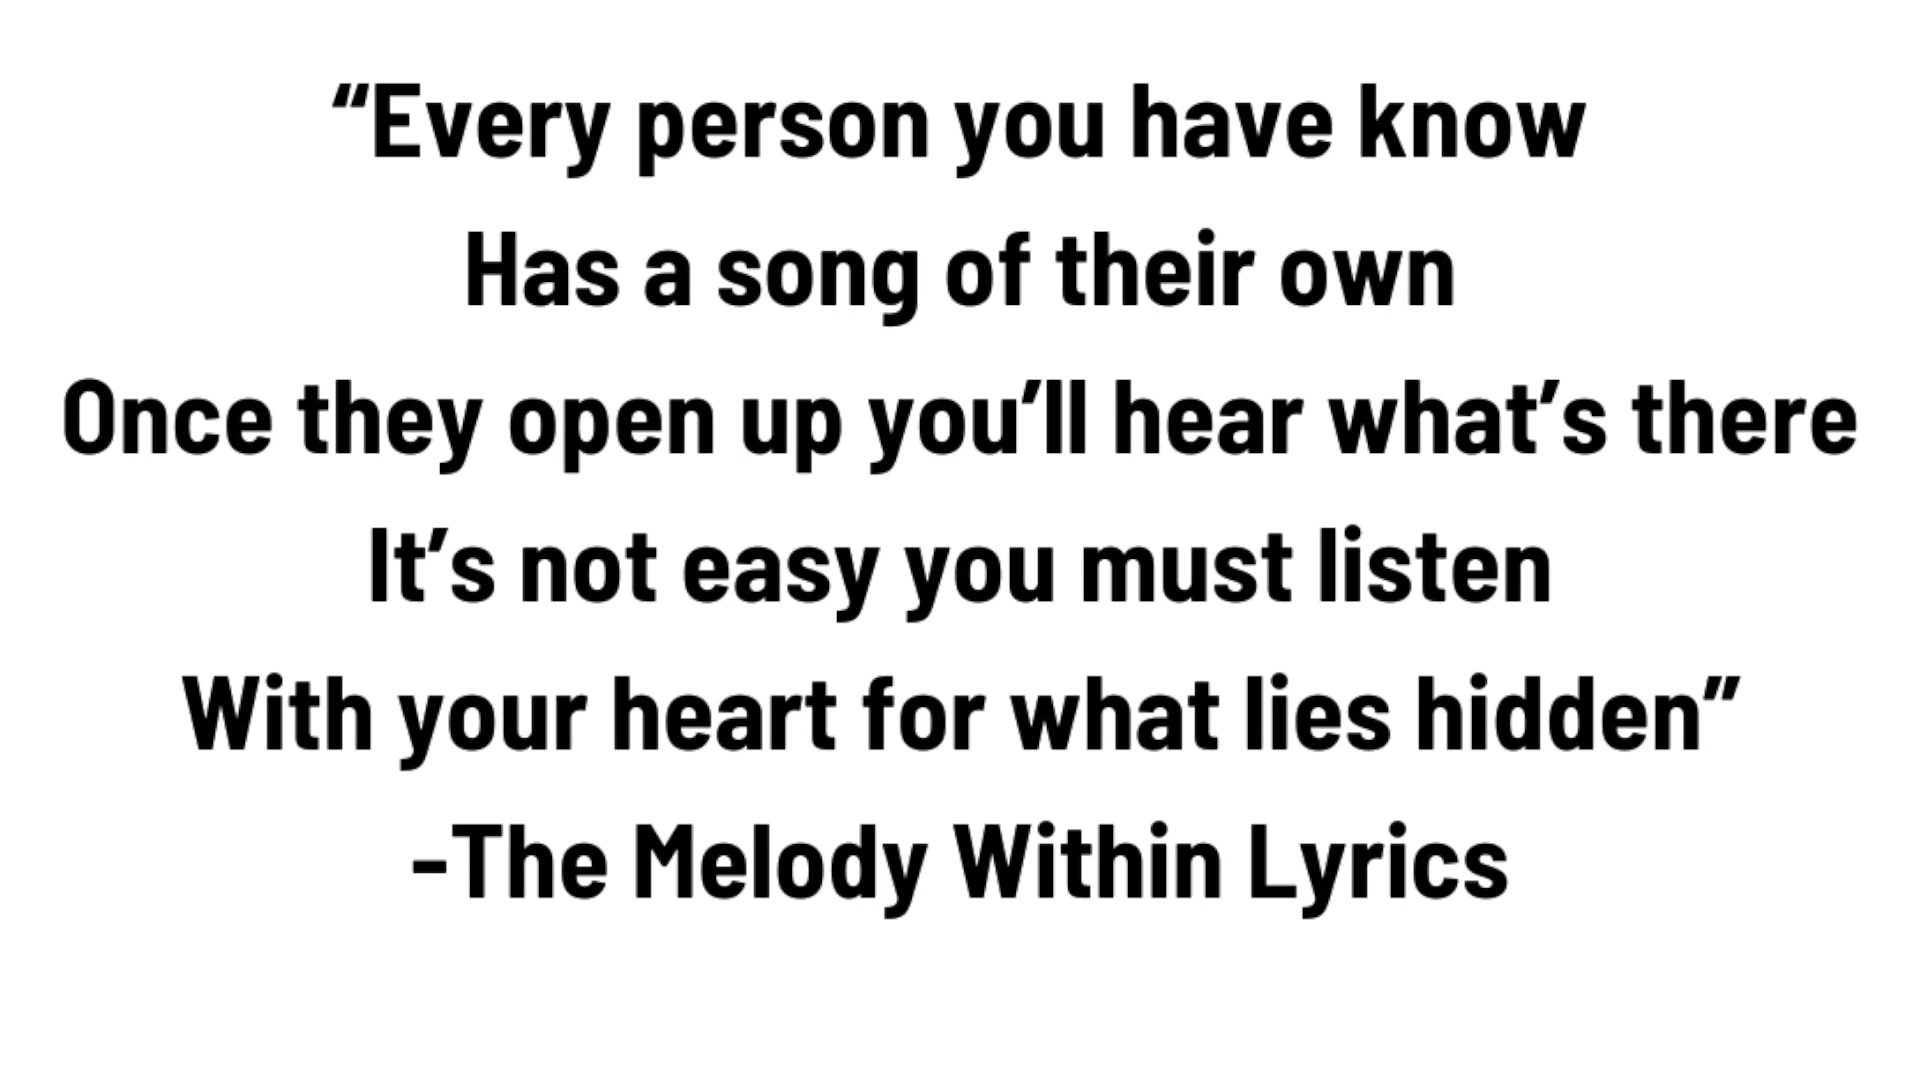 “Every person you have know
Has a song of their own
Once they open up you’ll hear what’s there
It’s not easy you must listen
With your heart for what lies hidden”
-The Melody Within Lyrics